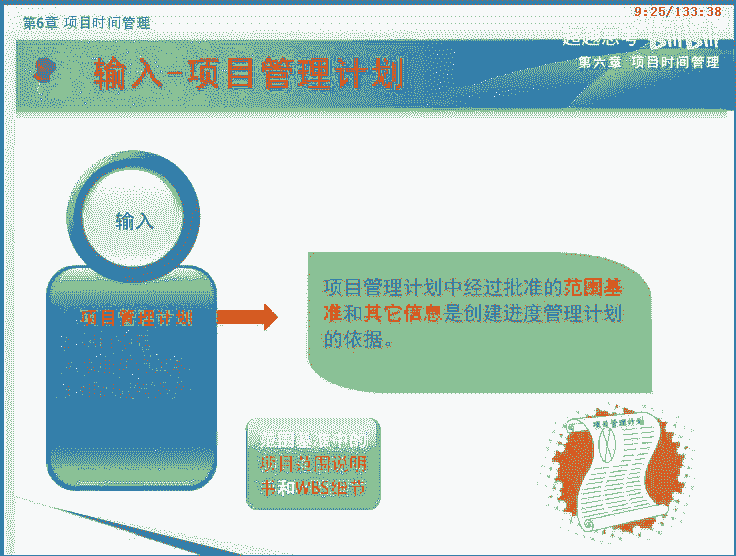 9:25/133:38
第6章 项目时间管理
第六章 项目时间管理
输入-项目管理计划
输入
项目管理计划
项目管理计划中经过批准的范围基
准和其它信息是创建进度管理计划
的依据。
范围基准中的
项目范围说明
书和WBS细节
项目管理计划